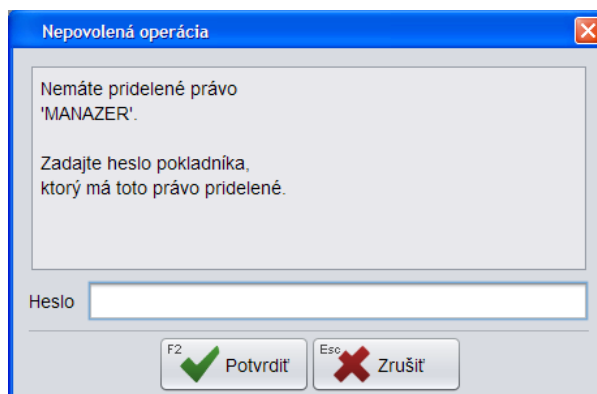 Nepovolená operácia
Nemáte pridelené právo
'MANAZER'.
Zadajte heslo pokladníka,
ktorý má toto právo pridelené.
Heslo
F2 Potvrdiť
Esc Zrušiť